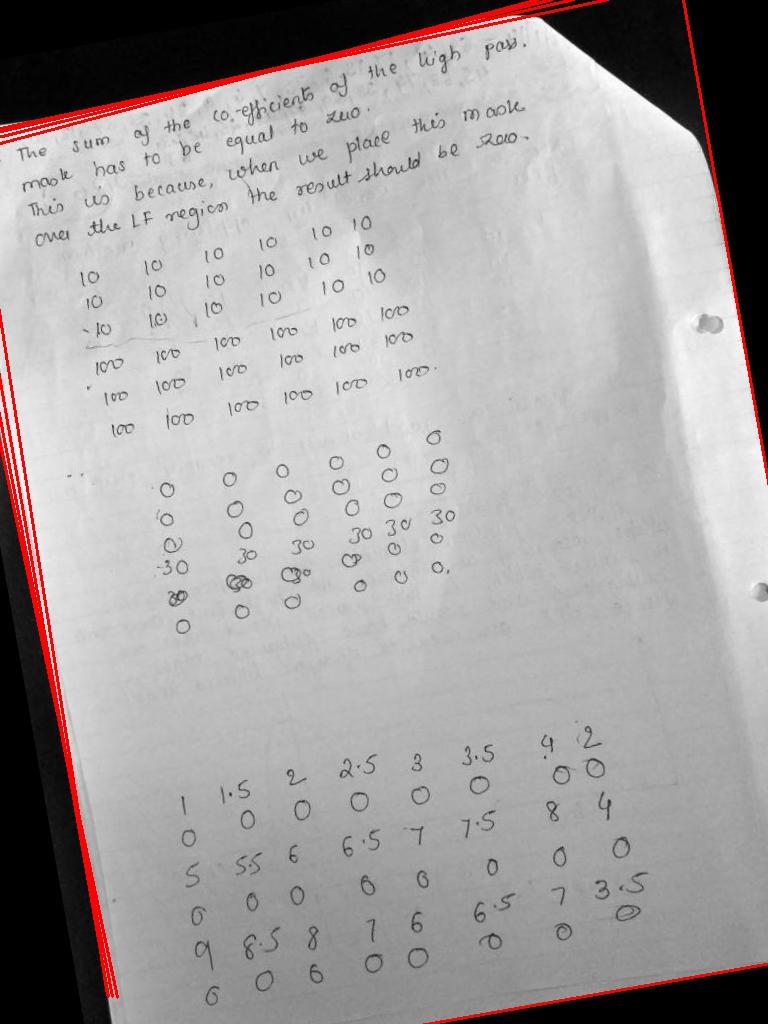 The sum of the co-efficients of the high pass.
mask has to be equal to zero.
This is because, when we place this mask
over the LF region the result should be zero.
10 10 10 10 10 10
10 10 10 10 10 10
10 10 10 10 10 10
100 100 100 100 100 100
100 100 100 100 100 100
100 100 100 100 100 100.
0 0 0 0 0 0
0 0 0 0 0 0
0 0 0 0 0 0
30 30 30 30 30 30
0 0 0
0 0 0 0 0 0.
1 1.5 2 2.5 3 3.5 4 2
0 0 0 0 0 0 0 0
5 5.5 6 6.5 7 7.5 8 4
0 0 0 0 0 0 0 0
9 8.5 8 7 6 6.5 7 3.5
0 0 0 0 0 0 0 0